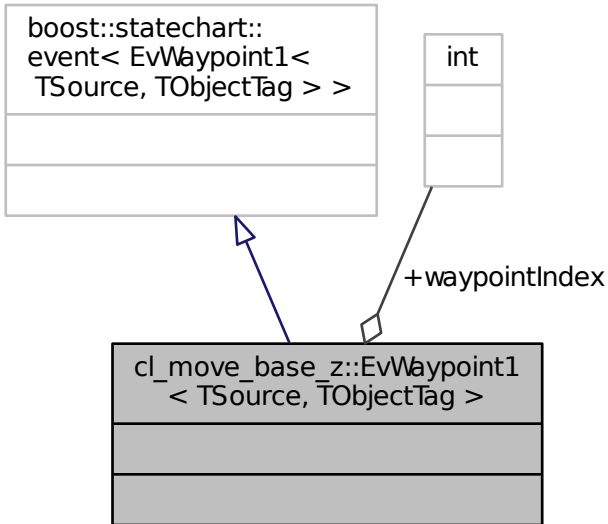 boost::statechart::
event< EvWaypoint1<
TSource, TObjectTag > >
int
+waypointIndex
cl_move_base_z::EvWaypoint1
< TSource, TObjectTag >